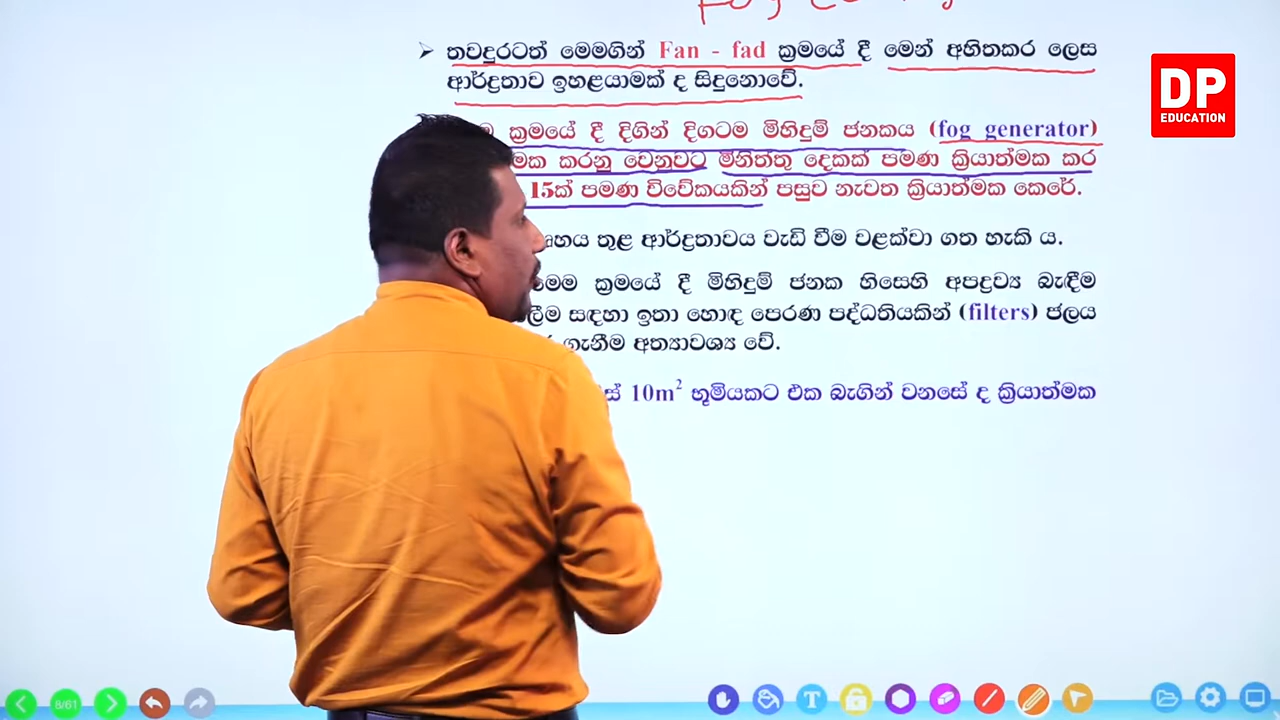 තවදුරටත් මෙමගින් Fan - fad ක්‍රමයේ දී මෙන් අහිතකර ලෙස
ආර්ද්‍රතාව ඉහළයාමක් ද සිදුනොවේ.
ක්‍රමයේ දී දිගින් දිගටම මිහිදුම් ජනකය (fog generator)
කරනු වෙනුවට මිනිත්තු දෙකක් පමණ ක්‍රියාත්මක කර
15ක් පමණ විවේකයකින් පසුව නැවත ක්‍රියාත්මක කෙරේ.
තුළ ආර්ද්‍රතාවය වැඩි වීම වළක්වා ගත හැකි ය.
ක්‍රමයේ දී මිහිදුම් ජනක හිසෙහි අපද්‍රව්‍ය බැඳීම
සඳහා ඉතා හොඳ පෙරණ පද්ධතියකින් (filters) ජලය
ගැනීම අත්‍යාවශ්‍ය වේ.
10m² භූමියකට එක බැගින් වනසේ ද ක්‍රියාත්මක
DP
EDUCATION
8/61